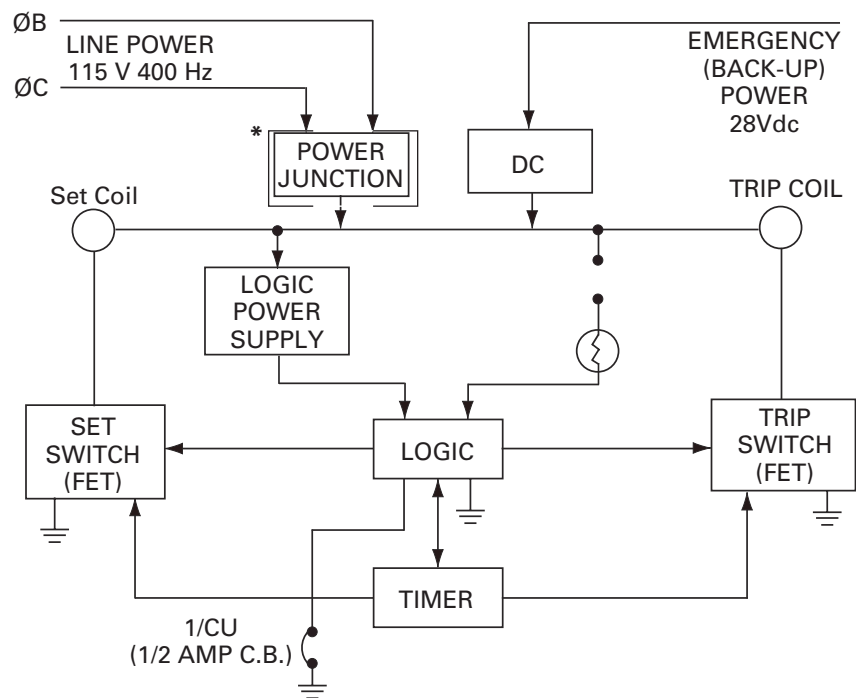 ØB
LINE POWER
115 V 400 Hz
ØC
EMERGENCY
(BACK-UP)
POWER
28Vdc
*
POWER
JUNCTION
DC
Set Coil
TRIP COIL
LOGIC
POWER
SUPPLY
SET
SWITCH
(FET)
LOGIC
TRIP
SWITCH
(FET)
TIMER
1/CU
(1/2 AMP C.B.)